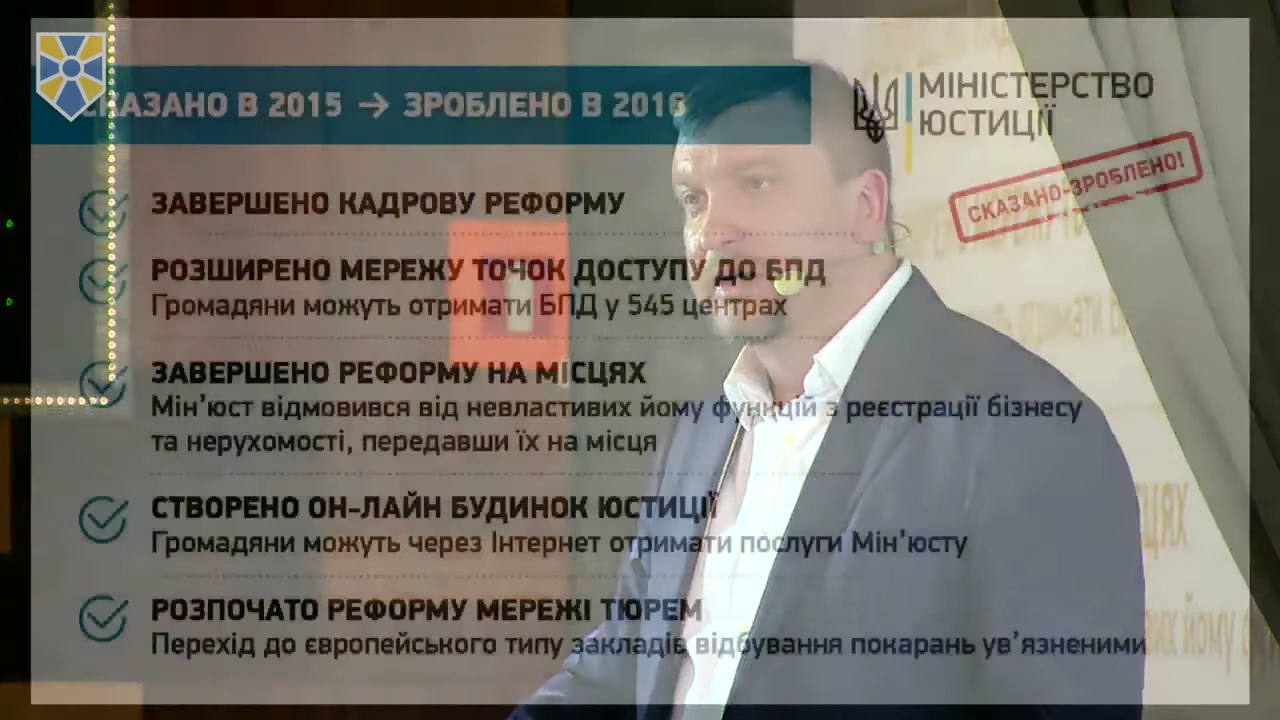 СКАЗАНО В 2015 → ЗРОБЛЕНО В 2016
МІНІСТЕРСТВО
ЮСТИЦІЇ
СКАЗАНО-ЗРОБЛЕНО!
ЗАВЕРШЕНО КАДРОВУ РЕФОРМУ
РОЗШИРЕНО МЕРЕЖУ ТОЧОК ДОСТУПУ ДО БПД
Громадяни можуть отримати БПД у 545 центрах
ЗАВЕРШЕНО РЕФОРМУ НА МІСЦЯХ
Мін’юст відмовився від невластивих йому функцій з реєстрації бізнесу
та нерухомості, передавши їх на місця
СТВОРЕНО ОН-ЛАЙН БУДИНОК ЮСТИЦІЇ
Громадяни можуть через Інтернет отримати послуги Мін’юсту
РОЗПОЧАТО РЕФОРМУ МЕРЕЖІ ТЮРЕМ
Перехід до європейського типу закладів відбування покарань ув’язненими